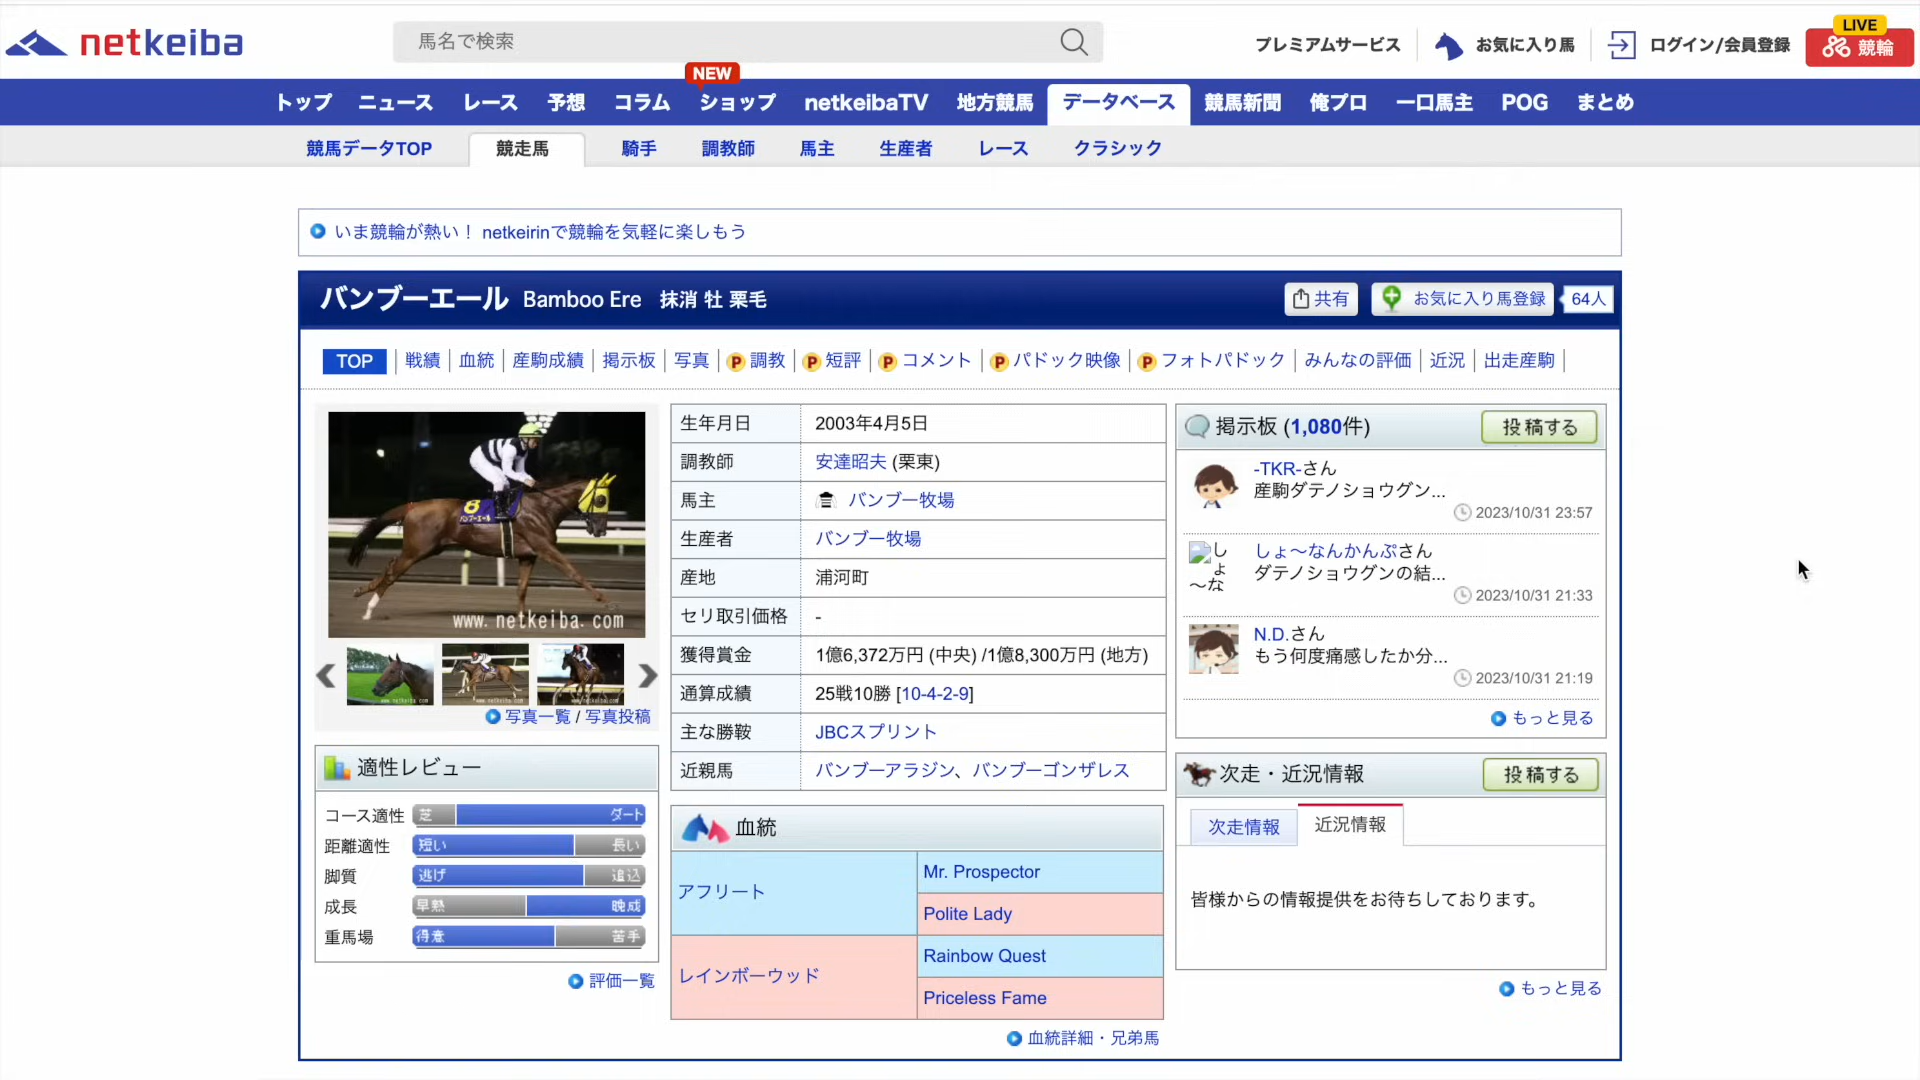 netkeiba
馬名で検索
プレミアムサービス
お気に入り馬
ログイン/会員登録
LIVE
競輪
NEW
トップ ニュース レース 予想 コラム ショップ netkeibaTV 地方競馬 データベース 競馬新聞 俺プロ 一口馬主 POG まとめ
競馬データTOP 競走馬 騎手 調教師 馬主 生産者 レース クラシック
いま競輪が熱い！ netkeirinで競輪を気軽に楽しもう
バンブーエール Bamboo Ere 抹消 牡 栗毛
共有
お気に入り馬登録
64人
TOP 戦績 血統 産駒成績 掲示板 写真 P 調教 P 短評 P コメント P パドック映像 P フォトパドック みんなの評価 近況 出走産駒
8
バンブーエール
www.netkeiba.com
写真一覧 / 写真投稿
適性レビュー
コース適性 芝 ダート
距離適性 短い 長い
脚質 逃げ 追込
成長 早熟 晩成
重馬場 得意 苦手
評価一覧
生年月日 2003年4月5日
調教師 安達昭夫 (栗東)
馬主 バンブー牧場
生産者 バンブー牧場
産地 浦河町
セリ取引価格 -
獲得賞金 1億6,372万円 (中央) /1億8,300万円 (地方)
通算成績 25戦10勝 [10-4-2-9]
主な勝鞍 JBCスプリント
近親馬 バンブーアラジン、バンブーゴンザレス
血統
アフリート
Mr. Prospector
Polite Lady
レインボーウッド
Rainbow Quest
Priceless Fame
血統詳細・兄弟馬
掲示板 (1,080件)
投稿する
-TKR-さん
産駒ダテノショウグン...
2023/10/31 23:57
し
ょ
～な
しょ～なんかんぷさん
ダテノショウグンの結...
2023/10/31 21:33
N.D.さん
もう何度痛感したか分...
2023/10/31 21:19
もっと見る
次走・近況情報
投稿する
次走情報 近況情報
皆様からの情報提供をお待ちしております。
もっと見る